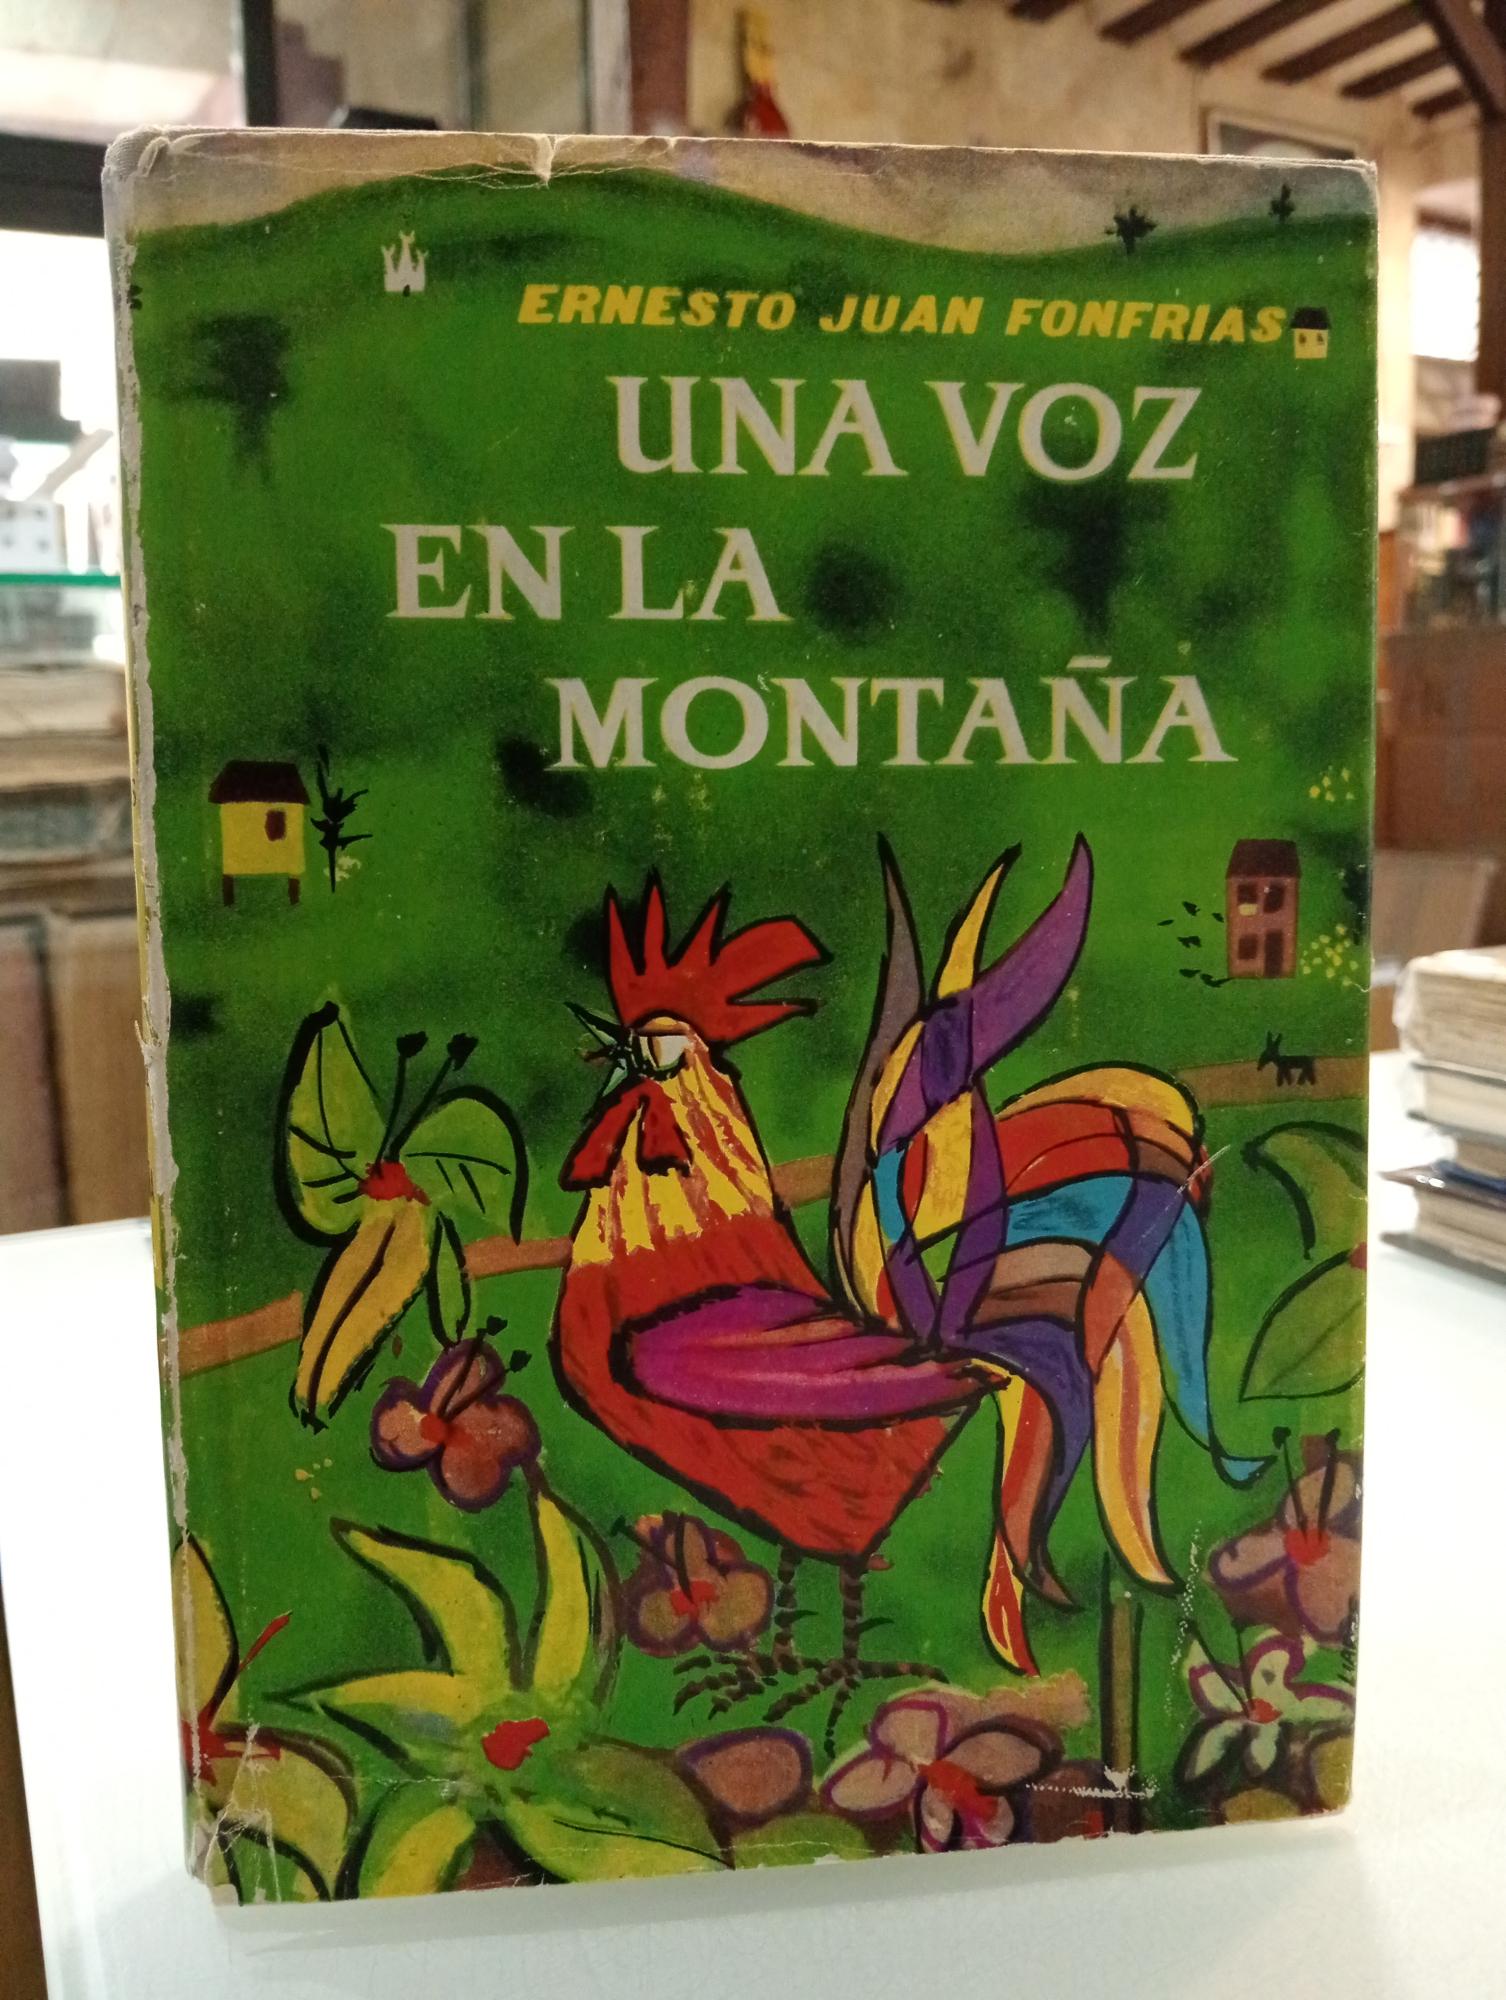 ERNESTO JUAN FONFRIAS
UNA VOZ
EN LA
MONTAÑA